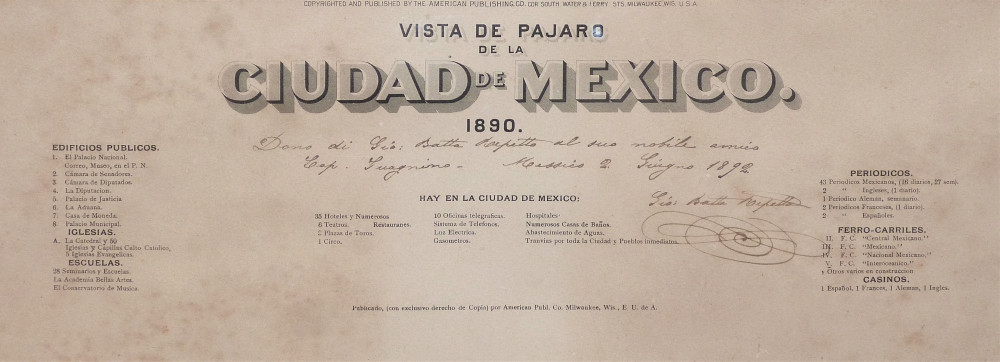 COPYRIGHTED AND PUBLISHED BY THE AMERICAN PUBLISHING.CO. COR SOUTH WATER & FERRY STS. MILWAUKEE, WIS. U.S.A
VISTA DE PAJARO
DE LA
CIUDAD DE MEXICO.
1890.
Dono di Gio: Batta Repetto al suo nobile amico
Cap. Messico 2 Giugno 1892
Gio: Batta Repetto
EDIFICIOS PUBLICOS.
1. El Palacio Nacional.
Correo, Museo, en el P. N.
2. Cámara de Senadores.
3. Cámara de Diputados.
4. La Diputacion.
5. Palacio de Justicia
6. La Aduana.
7. Casa de Moneda.
8 Palacio Municipal.
IGLESIAS.
A. La Catedral y 50
Iglesias y Capillas Culto Catolico,
5 Iglesias Evangelicas.
ESCUELAS.
28 Seminarios y Escuelas.
La Academia Bellas Artes.
El Conservatorio de Musica.
HAY EN LA CIUDAD DE MEXICO:
35 Hoteles y Numerosos
6 Teatros. Restaurants.
2 Plazas de Toros.
1 Circo.
10 Oficinas telegraficas.
Sistema de Telefonos.
Luz Electrica.
Gasometros.
Hospitales
Numerosas Casas de Baños.
Abastecimiento de Aguas.
Tranvias por toda la Ciudad y Pueblos inmediatos.
PERIODICOS.
43 Periodicos Mexicanos, (16 diarios, 27 sem).
2 " Ingleses, (1 diario).
1 Periodico Aleman, semenario.
2 Periodicos Franceses, (1 diario).
2 " Españoles.
FERRO-CARRILES.
II. F. C. "Central Mexicano."
III. F. C. "Mexicano."
IV. F. C. "Nacional Mexicano."
V. F. C. "Interoceanico."
y Otros varios en construccion
CASINOS.
1 Español, 1 Frances, 1 Aleman, 1 Ingles.
Publicado, (con exclusivo derecho de Copia) por American Publ. Co. Milwaukee, Wis., E. U. de A.